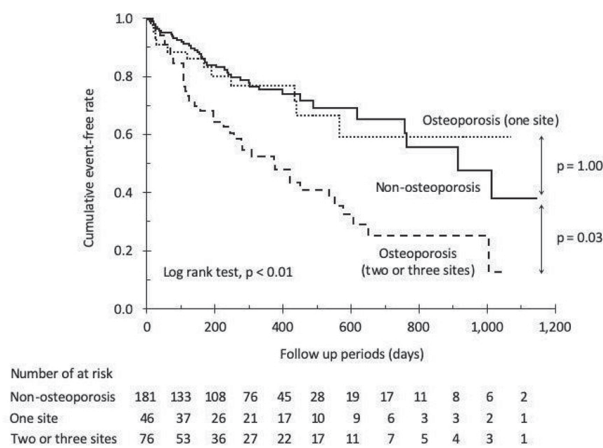 1.0
0.8
0.6
0.4
0.2
0.0
Cumulative event-free rate
Osteoporosis (one site)
p = 1.00
Non-osteoporosis
p = 0.03
Osteoporosis
(two or three sites)
Log rank test, p < 0.01
0 200 400 600 800 1,000 1,200
Follow up periods (days)
Number of at risk
Non-osteoporosis 181 133 108 76 45 28 19 17 11 8 6 2
One site 46 37 26 21 17 10 9 6 3 3 2 1
Two or three sites 76 53 36 27 22 17 11 7 5 4 3 1